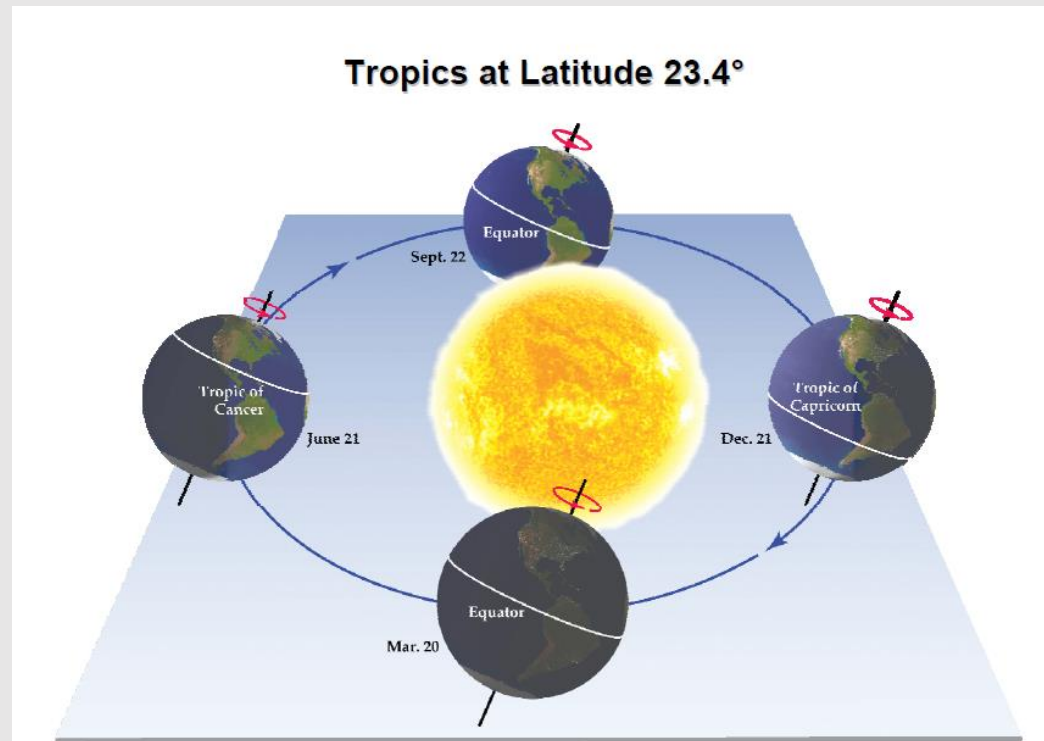 Tropics at Latitude 23.4°
Equator
Sept. 22
Tropic of
Cancer
June 21
Tropic of
Capricorn
Dec. 21
Equator
Mar. 20